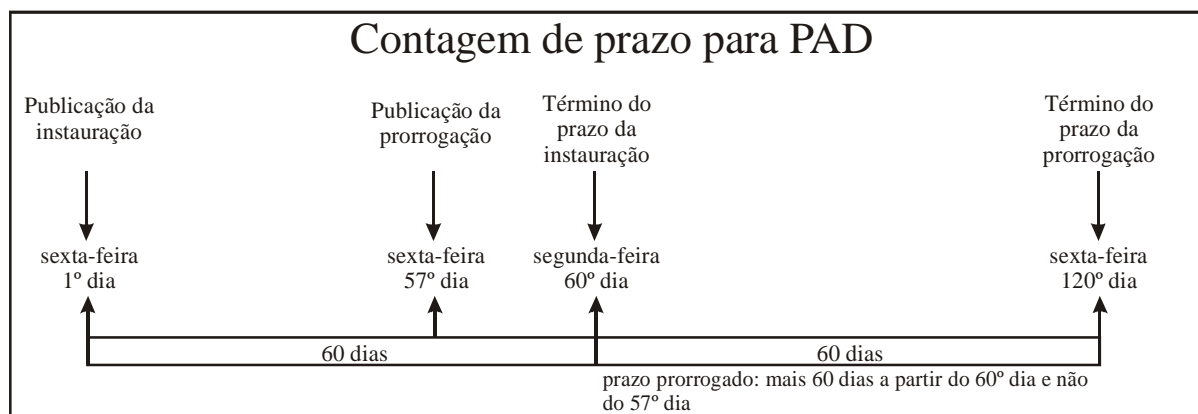 Contagem de prazo para PAD
Publicação da
instauração
Publicação da
prorrogação
Término do
prazo da
instauração
Término do
prazo da
prorrogação
sexta-feira
1º dia
sexta-feira
57º dia
segunda-feira
60º dia
sexta-feira
120º dia
60 dias
60 dias
prazo prorrogado: mais 60 dias a partir do 60º dia e não
do 57º dia